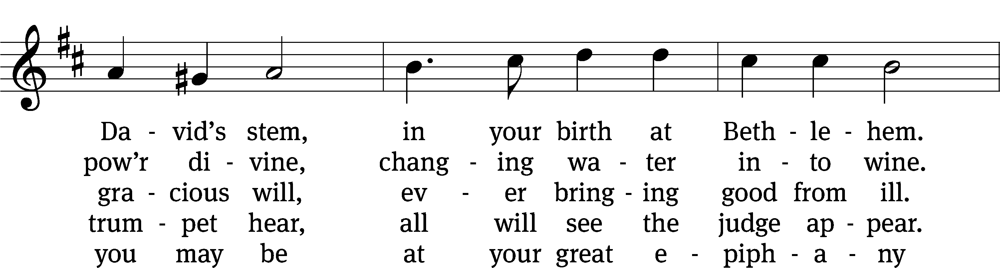 Da - vid’s stem, in your birth at Beth - le - hem.
pow’r di - vine, chang - ing wa - ter in - to wine.
gra - cious will, ev - er bring - ing good from ill.
trum - pet hear, all will see the judge ap - pear.
you may be at your great e - piph - a - ny